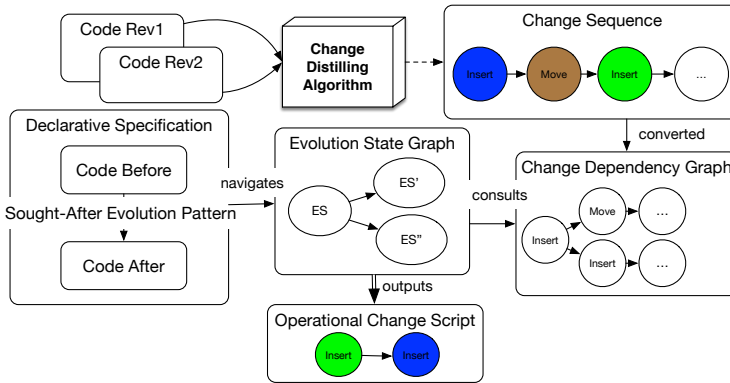 Code Rev1
Code Rev2
Change
Distilling
Algorithm
Change Sequence
Insert
Move
Insert
...
converted
Declarative Specification
Code Before
Sought-After Evolution Pattern
Code After
navigates
Evolution State Graph
ES
ES'
ES"
consults
Change Dependency Graph
Insert
Move
...
Insert
...
outputs
Operational Change Script
Insert
Insert